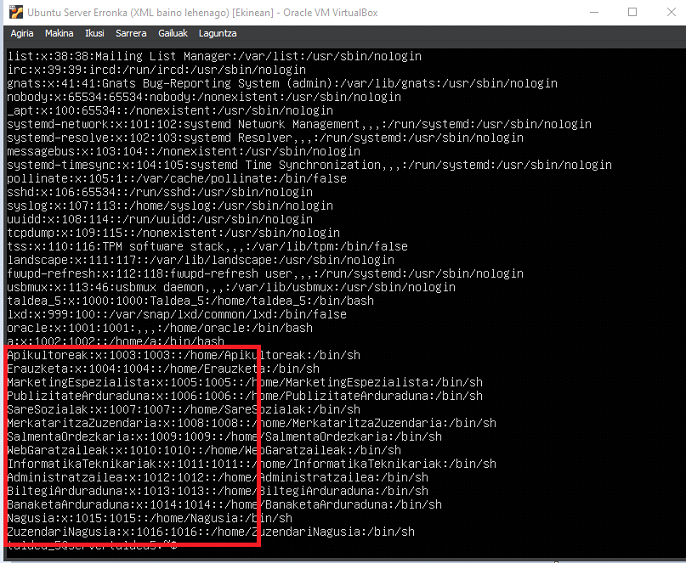 Ubuntu Server Erronka (XML baino lehenago) [Ekinean] - Oracle VM VirtualBox
Agiria Makina Ikusi Sarrera Gailuak Laguntza
list:x:38:38:Mailing List Manager:/var/list:/usr/sbin/nologin
irc:x:39:39:ircd:/run/ircd:/usr/sbin/nologin
gnats:x:41:41:Gnats Bug-Reporting System (admin):/var/lib/gnats:/usr/sbin/nologin
nobody:x:65534:65534:nobody:/nonexistent:/usr/sbin/nologin
_apt:x:100:65534::/nonexistent:/usr/sbin/nologin
systemd-network:x:101:102:systemd Network Management,,,:/run/systemd:/usr/sbin/nologin
systemd-resolve:x:102:103:systemd Resolver,,,:/run/systemd:/usr/sbin/nologin
messagebus:x:103:104::/nonexistent:/usr/sbin/nologin
systemd-timesync:x:104:105:systemd Time Synchronization,,,:/run/systemd:/usr/sbin/nologin
pollinate:x:105:1::/var/cache/pollinate:/bin/false
sshd:x:106:65534::/run/sshd:/usr/sbin/nologin
syslog:x:107:113::/home/syslog:/usr/sbin/nologin
uuidd:x:108:114::/run/uuidd:/usr/sbin/nologin
tcpdump:x:109:115::/nonexistent:/usr/sbin/nologin
tss:x:110:116:TPM software stack,,,:/var/lib/tpm:/bin/false
landscape:x:111:117::/var/lib/landscape:/usr/sbin/nologin
fwupd-refresh:x:112:118:fwupd-refresh user,,,:/run/systemd:/usr/sbin/nologin
usbmux:x:113:46:usbmux daemon,,,:/var/lib/usbmux:/usr/sbin/nologin
taldea_5:x:1000:1000:Taldea_5:/home/taldea_5:/bin/bash
lxd:x:999:100::/var/snap/lxd/common/lxd:/bin/false
oracle:x:1001:1001:,,,:/home/oracle:/bin/bash
a:x:1002:1002::/home/a:/bin/bash
Apikultoreak:x:1003:1003::/home/Apikultoreak:/bin/sh
Erauzketa:x:1004:1004::/home/Erauzketa:/bin/sh
MarketingEspezialista:x:1005:1005::/home/MarketingEspezialista:/bin/sh
PublizitateArduraduna:x:1006:1006::/home/PublizitateArduraduna:/bin/sh
SareSozialak:x:1007:1007::/home/SareSozialak:/bin/sh
MerkataritzaZuzendaria:x:1008:1008::/home/MerkataritzaZuzendaria:/bin/sh
SalmentaOrdezkaria:x:1009:1009::/home/SalmentaOrdezkaria:/bin/sh
WebGaratzaileak:x:1010:1010::/home/WebGaratzaileak:/bin/sh
InformatikaTeknikariak:x:1011:1011::/home/InformatikaTeknikariak:/bin/sh
Administratzailea:x:1012:1012::/home/Administratzailea:/bin/sh
BiltegiArduraduna:x:1013:1013::/home/BiltegiArduraduna:/bin/sh
BanaketaArduraduna:x:1014:1014::/home/BanaketaArduraduna:/bin/sh
Nagusia:x:1015:1015::/home/Nagusia:/bin/sh
ZuzendariNagusia:x:1016:1016::/home/ZuzendariNagusia:/bin/sh
taldea_5@servertaldea5:~$